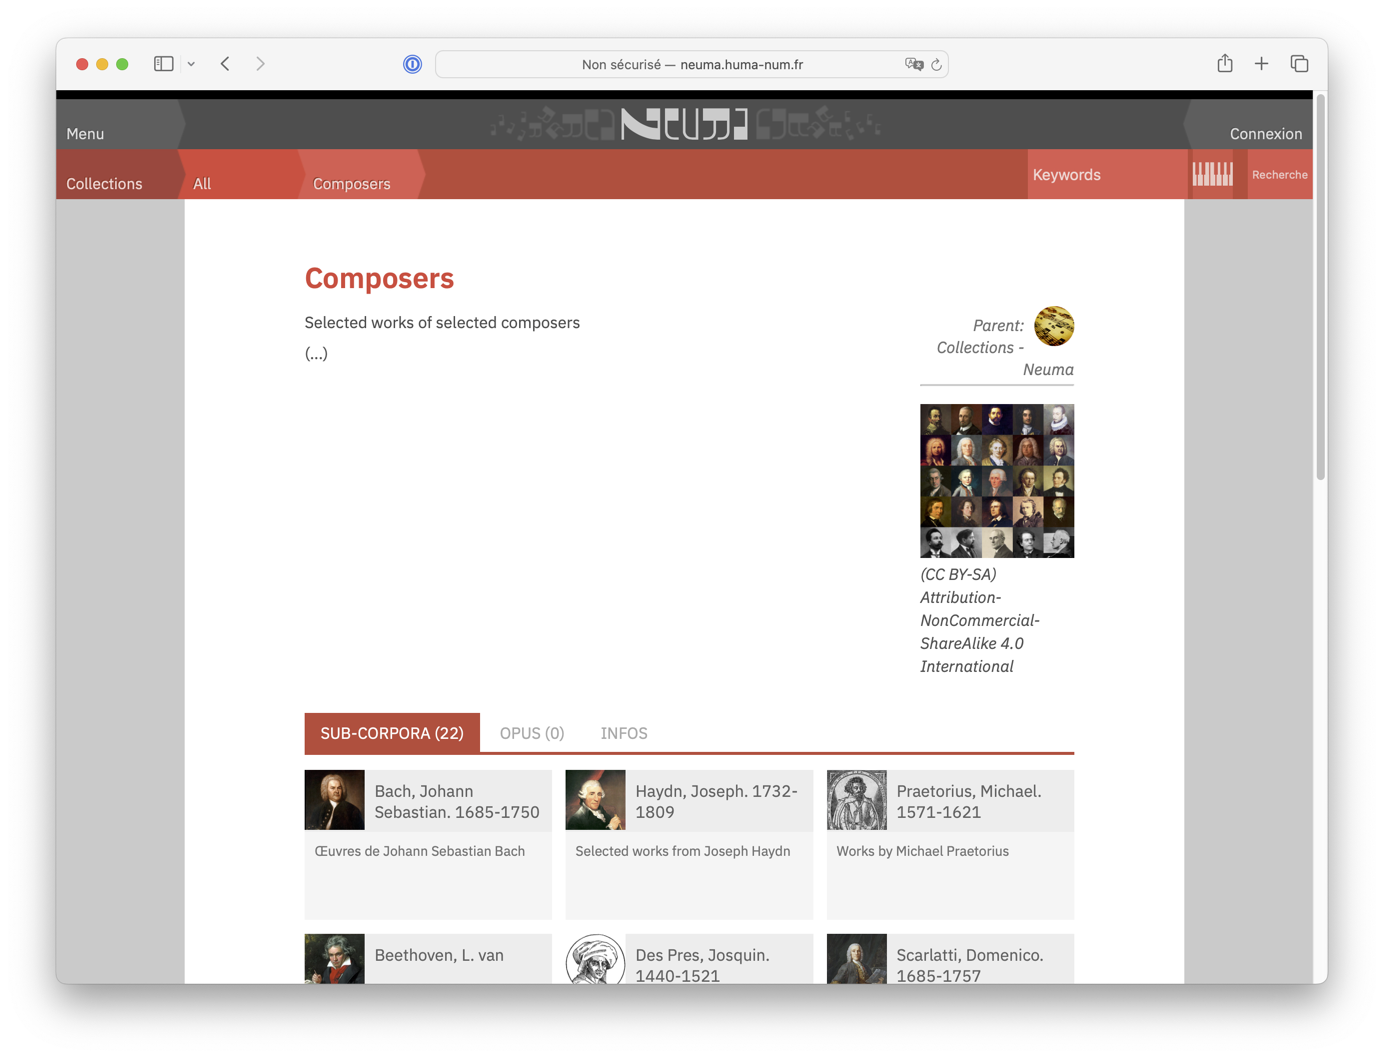 Non sécurisé — neuma.huma-num.fr
Menu
Neuma
Connexion
Collections
All
Composers
Keywords
Recherche
Composers
Selected works of selected composers
(...)
Parent:
Collections -
Neuma
(CC BY-SA)
Attribution-
NonCommercial-
ShareAlike 4.0
International
SUB-CORPORA (22)
OPUS (0)
INFOS
Bach, Johann
Sebastian. 1685-1750
Œuvres de Johann Sebastian Bach
Haydn, Joseph. 1732-
1809
Selected works from Joseph Haydn
Praetorius, Michael.
1571-1621
Works by Michael Praetorius
Beethoven, L. van
Des Pres, Josquin.
1440-1521
Scarlatti, Domenico.
1685-1757